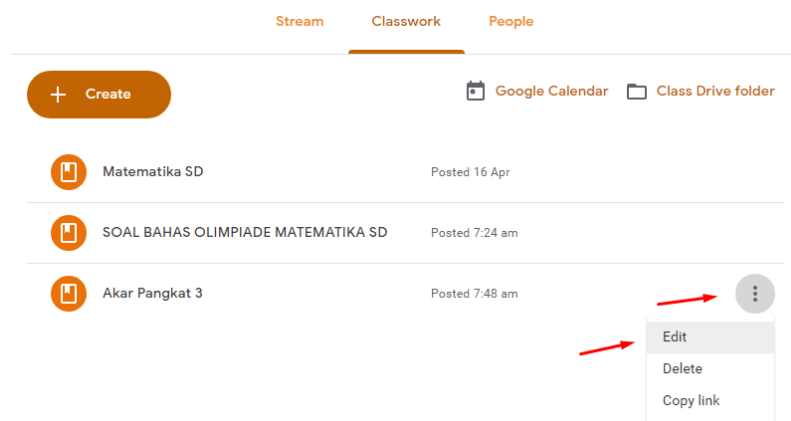 Stream Classwork People
+ Create Google Calendar Class Drive folder
Matematika SD Posted 16 Apr
SOAL BAHAS OLIMPIADE MATEMATIKA SD Posted 7:24 am
Akar Pangkat 3 Posted 7:48 am
Edit
Delete
Copy link